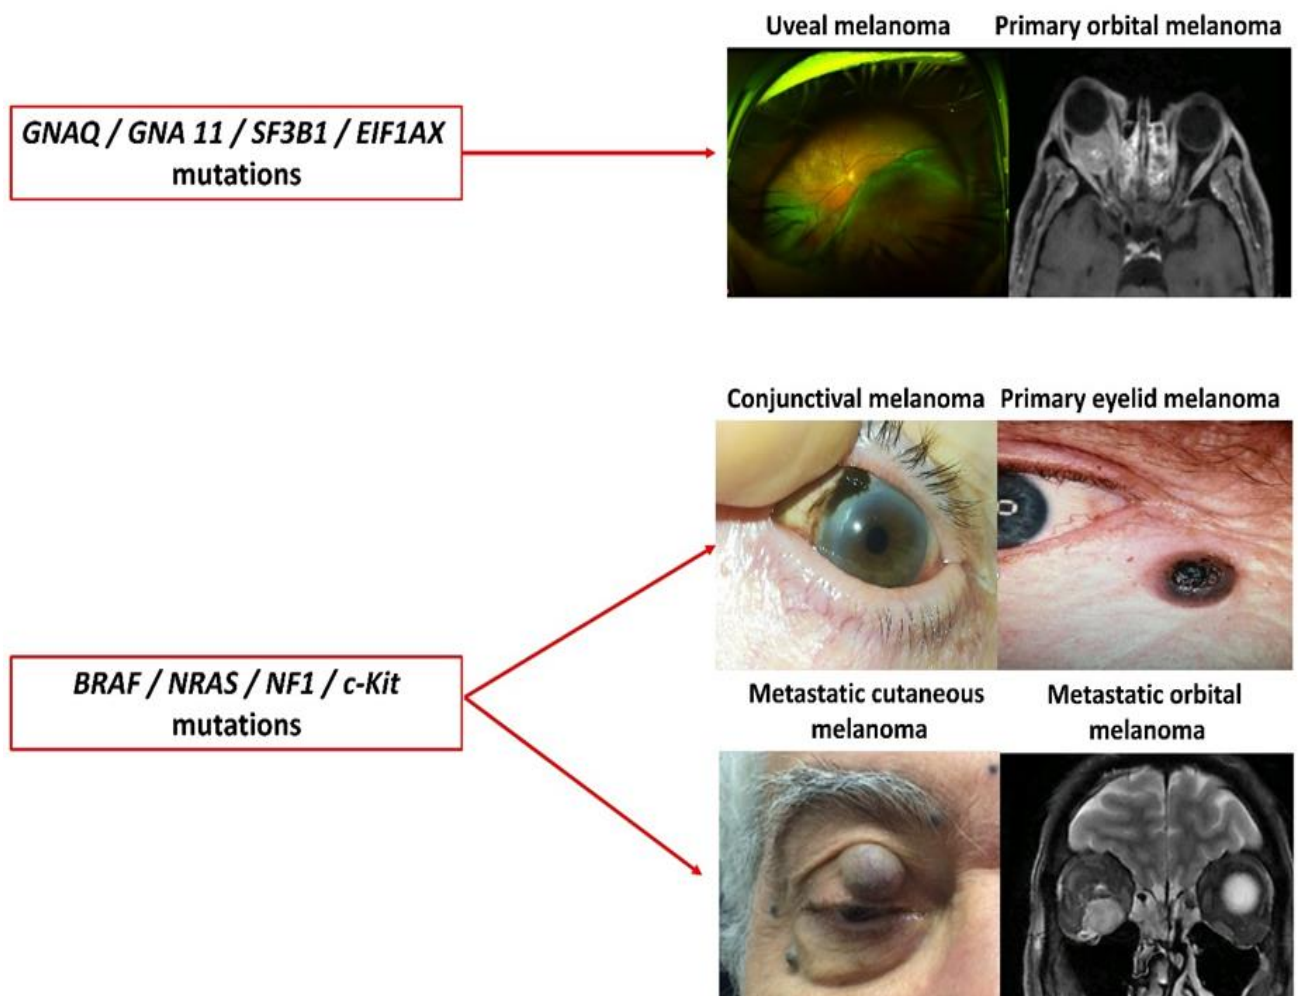 Uveal melanoma
Primary orbital melanoma
GNAQ / GNA 11 / SF3B1 / EIF1AX
mutations
Conjunctival melanoma
Primary eyelid melanoma
BRAF / NRAS / NF1 / c-Kit
mutations
Metastatic cutaneous
melanoma
Metastatic orbital
melanoma